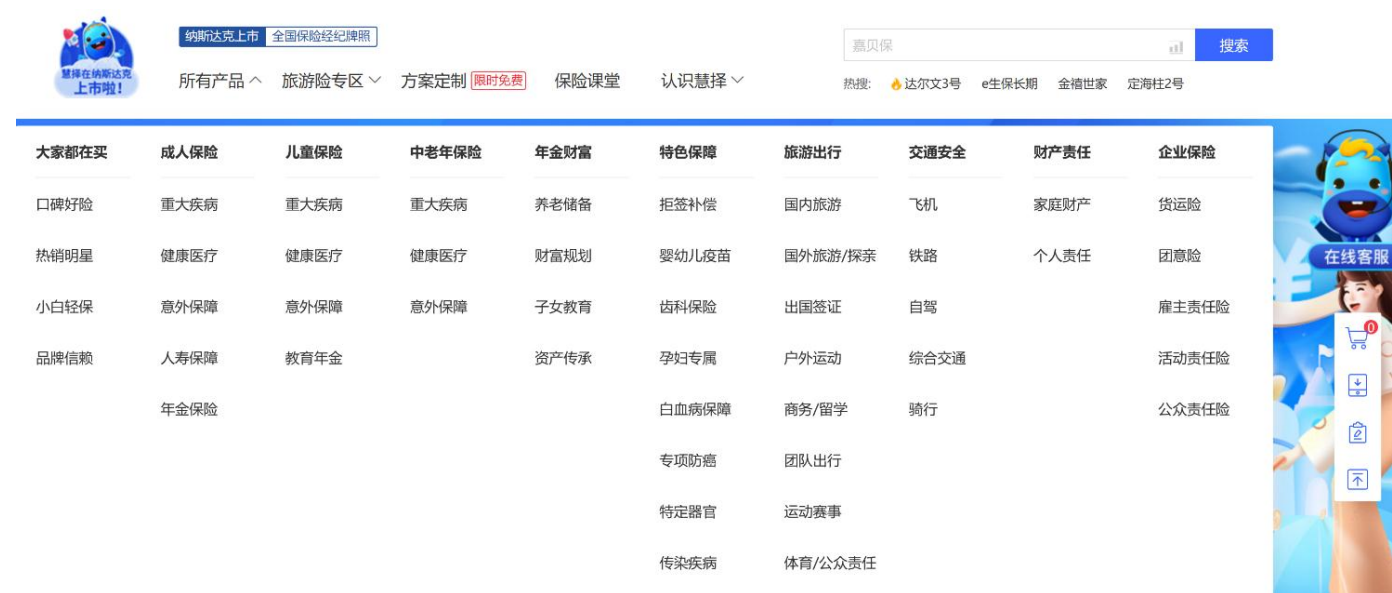 纳斯达克上市 全国保险经纪牌照
慧择在纳斯达克
上市啦!
所有产品 旅游险专区 方案定制 限时免费 保险课堂 认识慧择
嘉贝保 搜索
热搜: 达尔文3号 e生保长期 金禧世家 定海柱2号
大家都在买 成人保险 儿童保险 中老年保险 年金财富 特色保障 旅游出行 交通安全 财产责任 企业保险
口碑好险 重大疾病 重大疾病 重大疾病 养老储备 拒签补偿 国内旅游 飞机 家庭财产 货运险
热销明星 健康医疗 健康医疗 健康医疗 财富规划 婴幼儿疫苗 国外旅游/探亲 铁路 个人责任 团意险
小白轻保 意外保障 意外保障 意外保障 子女教育 齿科保险 出国签证 自驾 雇主责任险
品牌信赖 人寿保障 教育年金 资产传承 孕妇专属 户外运动 综合交通 活动责任险
年金保险 白血病保障 商务/留学 骑行 公众责任险
专项防癌 团队出行
特定器官 运动赛事
传染疾病 体育/公众责任
在线客服
0